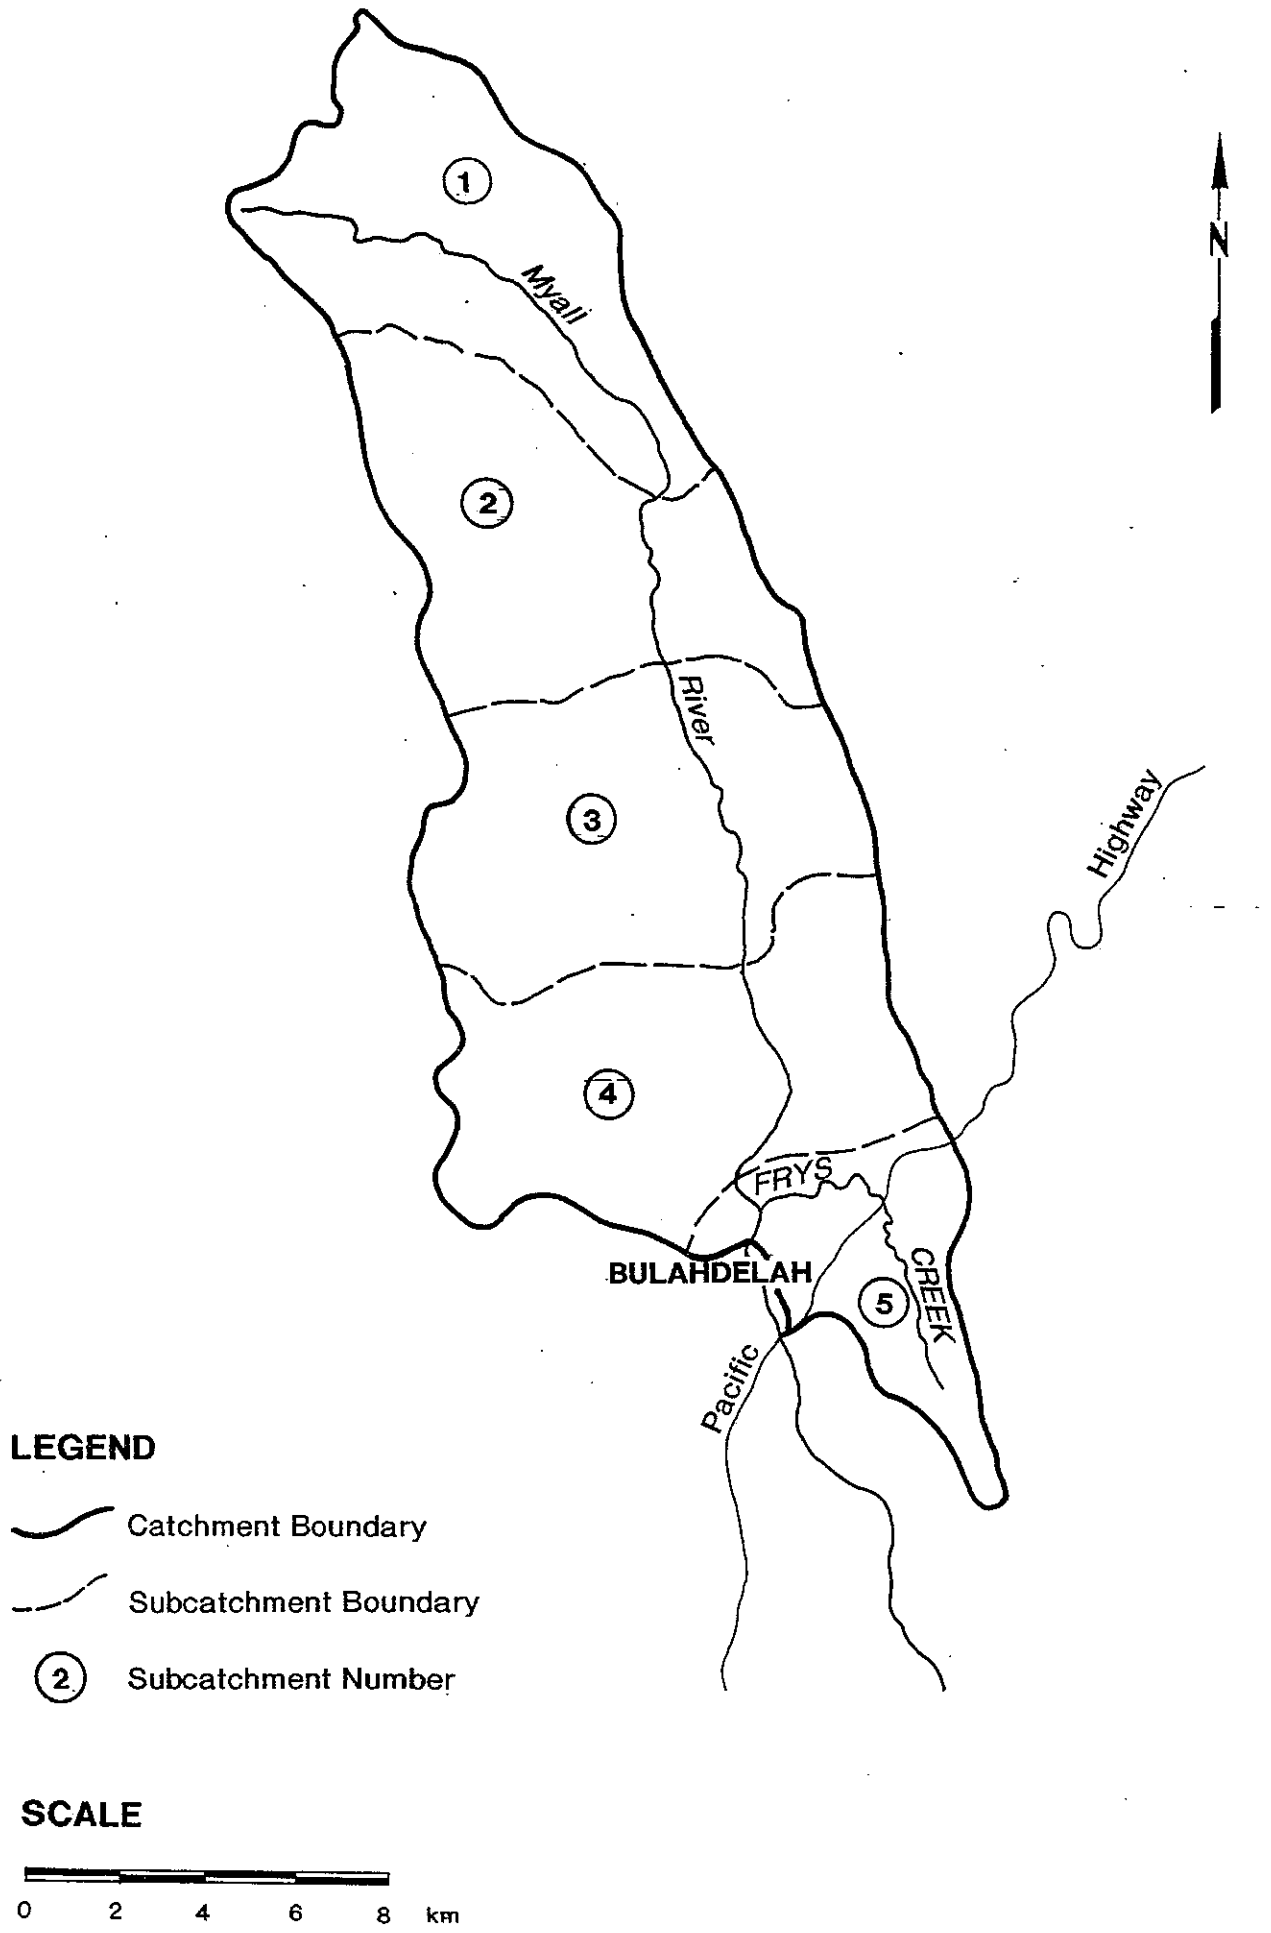 1
N
Myall
2
River
3
Highway
4
FRYS
BULAHDELAH
CREEK
5
Pacific
LEGEND
Catchment Boundary
Subcatchment Boundary
2 Subcatchment Number
SCALE
0 2 4 6 8 km